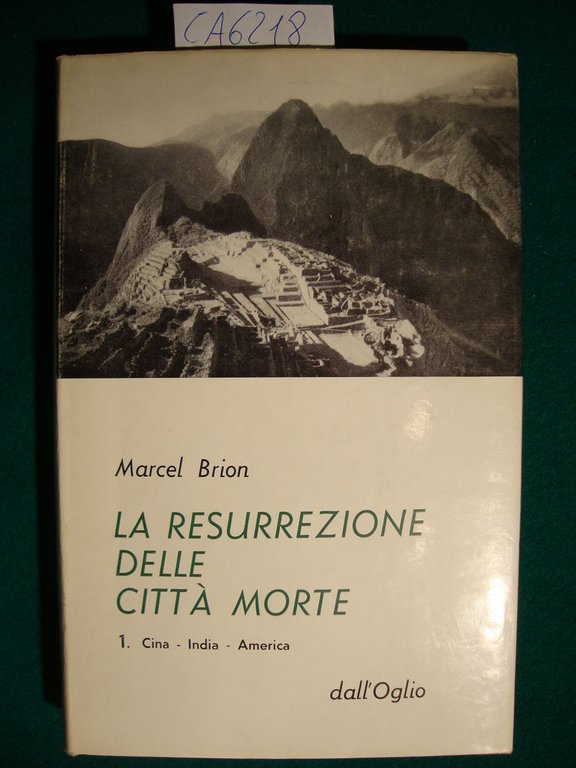 CA6218
Marcel Brion
LA RESURREZIONE
DELLE
CITTÀ MORTE
1. Cina - India - America
dall'Oglio